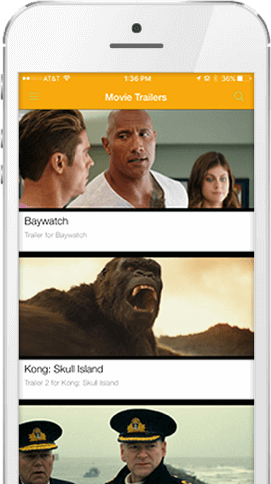 AT&T 1:36 PM 36%
Movie Trailers
Baywatch
Trailer for Baywatch
Kong: Skull Island
Trailer 2 for Kong: Skull Island